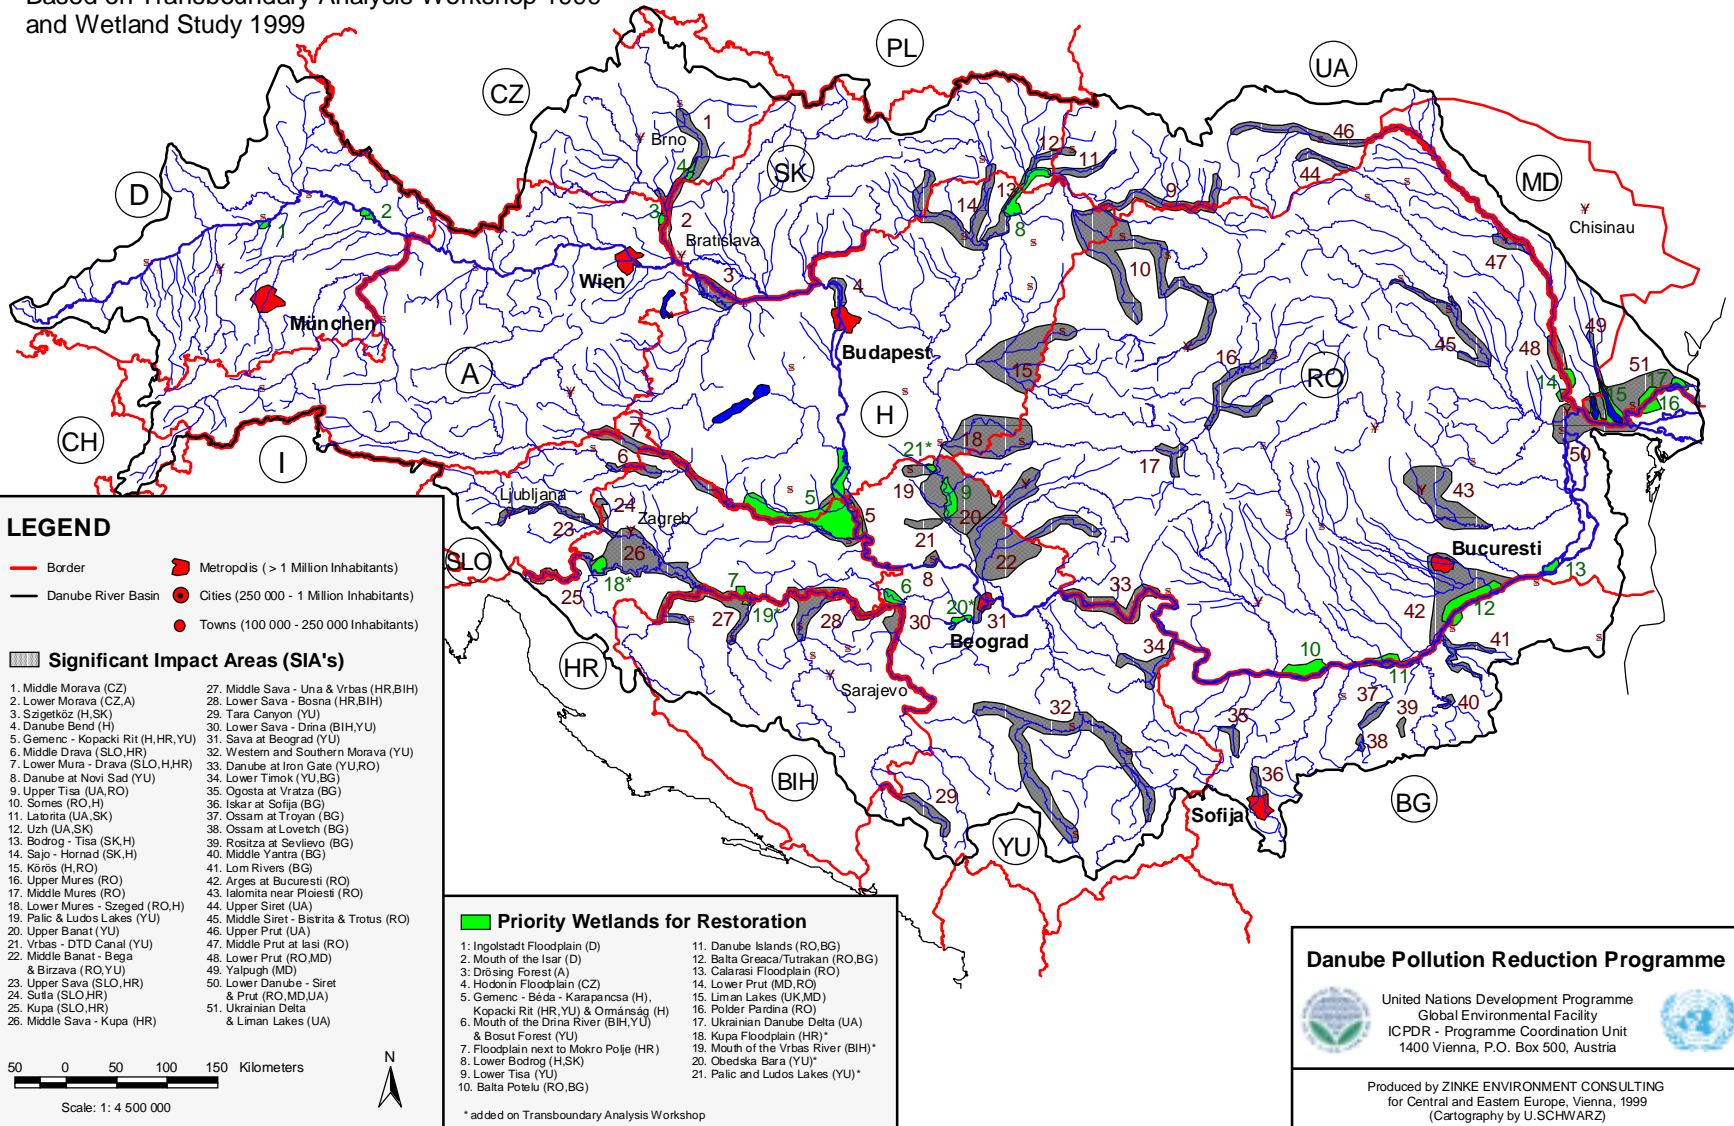 Based on Transboundary Analysis Workshop 1999
and Wetland Study 1999
PL
UA
CZ
MD
D
SK
A
H
RO
CH
I
SLO
HR
BIH
YU
BG
Brno
Bratislava
Wien
München
Budapest
Ljubljana
Zagreb
Beograd
Sarajevo
Sofija
Bucuresti
Chisinau
LEGEND
Border
Danube River Basin
Metropolis ( > 1 Million Inhabitants)
Cities (250 000 - 1 Million Inhabitants)
Towns (100 000 - 250 000 Inhabitants)
Significant Impact Areas (SIA's)
1. Middle Morava (CZ)
2. Lower Morava (CZ,A)
3. Szigetköz (H,SK)
4. Danube Bend (H)
5. Gemenc - Kopacki Rit (H,HR,YU)
6. Middle Drava (SLO,HR)
7. Lower Mura - Drava (SLO,H,HR)
8. Danube at Novi Sad (YU)
9. Upper Tisa (UA,RO)
10. Somes (RO,H)
11. Latorita (UA,SK)
12. Uzh (UA,SK)
13. Bodrog - Tisa (SK,H)
14. Sajo - Hornad (SK,H)
15. Körös (H,RO)
16. Upper Mures (RO)
17. Middle Mures (RO)
18. Lower Mures - Szeged (RO,H)
19. Palic & Ludos Lakes (YU)
20. Upper Banat (YU)
21. Vrbas - DTD Canal (YU)
22. Middle Banat - Bega
& Birzava (RO,YU)
23. Upper Sava (SLO,HR)
24. Sutla (SLO,HR)
25. Kupa (SLO,HR)
26. Middle Sava - Kupa (HR)
27. Middle Sava - Una & Vrbas (HR,BIH)
28. Lower Sava - Bosna (HR,BIH)
29. Tara Canyon (YU)
30. Lower Sava - Drina (BIH,YU)
31. Sava at Beograd (YU)
32. Western and Southern Morava (YU)
33. Danube at Iron Gate (YU,RO)
34. Lower Timok (YU,BG)
35. Ogosta at Vratza (BG)
36. Iskar at Sofija (BG)
37. Ossam at Troyan (BG)
38. Ossam at Lovetch (BG)
39. Rositza at Sevlievo (BG)
40. Middle Yantra (BG)
41. Lom Rivers (BG)
42. Arges at Bucuresti (RO)
43. Ialomita near Ploiesti (RO)
44. Upper Siret (UA)
45. Middle Siret - Bistrita & Trotus (RO)
46. Upper Prut (UA)
47. Middle Prut at Iasi (RO)
48. Lower Prut (RO,MD)
49. Yalpugh (MD)
50. Lower Danube - Siret
& Prut (RO,MD,UA)
51. Ukrainian Delta
& Liman Lakes (UA)
50 0 50 100 150 Kilometers
Scale: 1: 4 500 000
N
Priority Wetlands for Restoration
1: Ingolstadt Floodplain (D)
2. Mouth of the Isar (D)
3: Drösing Forest (A)
4. Hodonin Floodplain (CZ)
5. Gemenc - Béda - Karapancsa (H),
Kopacki Rit (HR,YU) & Ormánság (H)
6. Mouth of the Drina River (BIH,YU)
& Bosut Forest (YU)
7. Floodplain next to Mokro Polje (HR)
8. Lower Bodrog (H,SK)
9. Lower Tisa (YU)
10. Balta Potelu (RO,BG)
11. Danube Islands (RO,BG)
12. Balta Greaca/Tutrakan (RO,BG)
13. Calarasi Floodplain (RO)
14. Lower Prut (MD,RO)
15. Liman Lakes (UK,MD)
16. Polder Pardina (RO)
17. Ukrainian Danube Delta (UA)
18. Kupa Floodplain (HR)*
19. Mouth of the Vrbas River (BIH)*
20. Obedska Bara (YU)*
21. Palic and Ludos Lakes (YU)*
* added on Transboundary Analysis Workshop
Danube Pollution Reduction Programme
United Nations Development Programme
Global Environmental Facility
ICPDR - Programme Coordination Unit
1400 Vienna, P.O. Box 500, Austria
Produced by ZINKE ENVIRONMENT CONSULTING
for Central and Eastern Europe, Vienna, 1999
(Cartography by U.SCHWARZ)